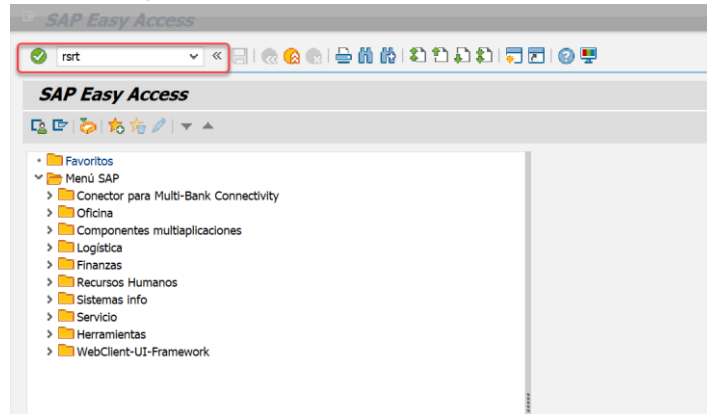 SAP Easy Access
rsrt
SAP Easy Access
Favoritos
Menú SAP
Conector para Multi-Bank Connectivity
Oficina
Componentes multiaplicaciones
Logística
Finanzas
Recursos Humanos
Sistemas info
Servicio
Herramientas
WebClient-UI-Framework